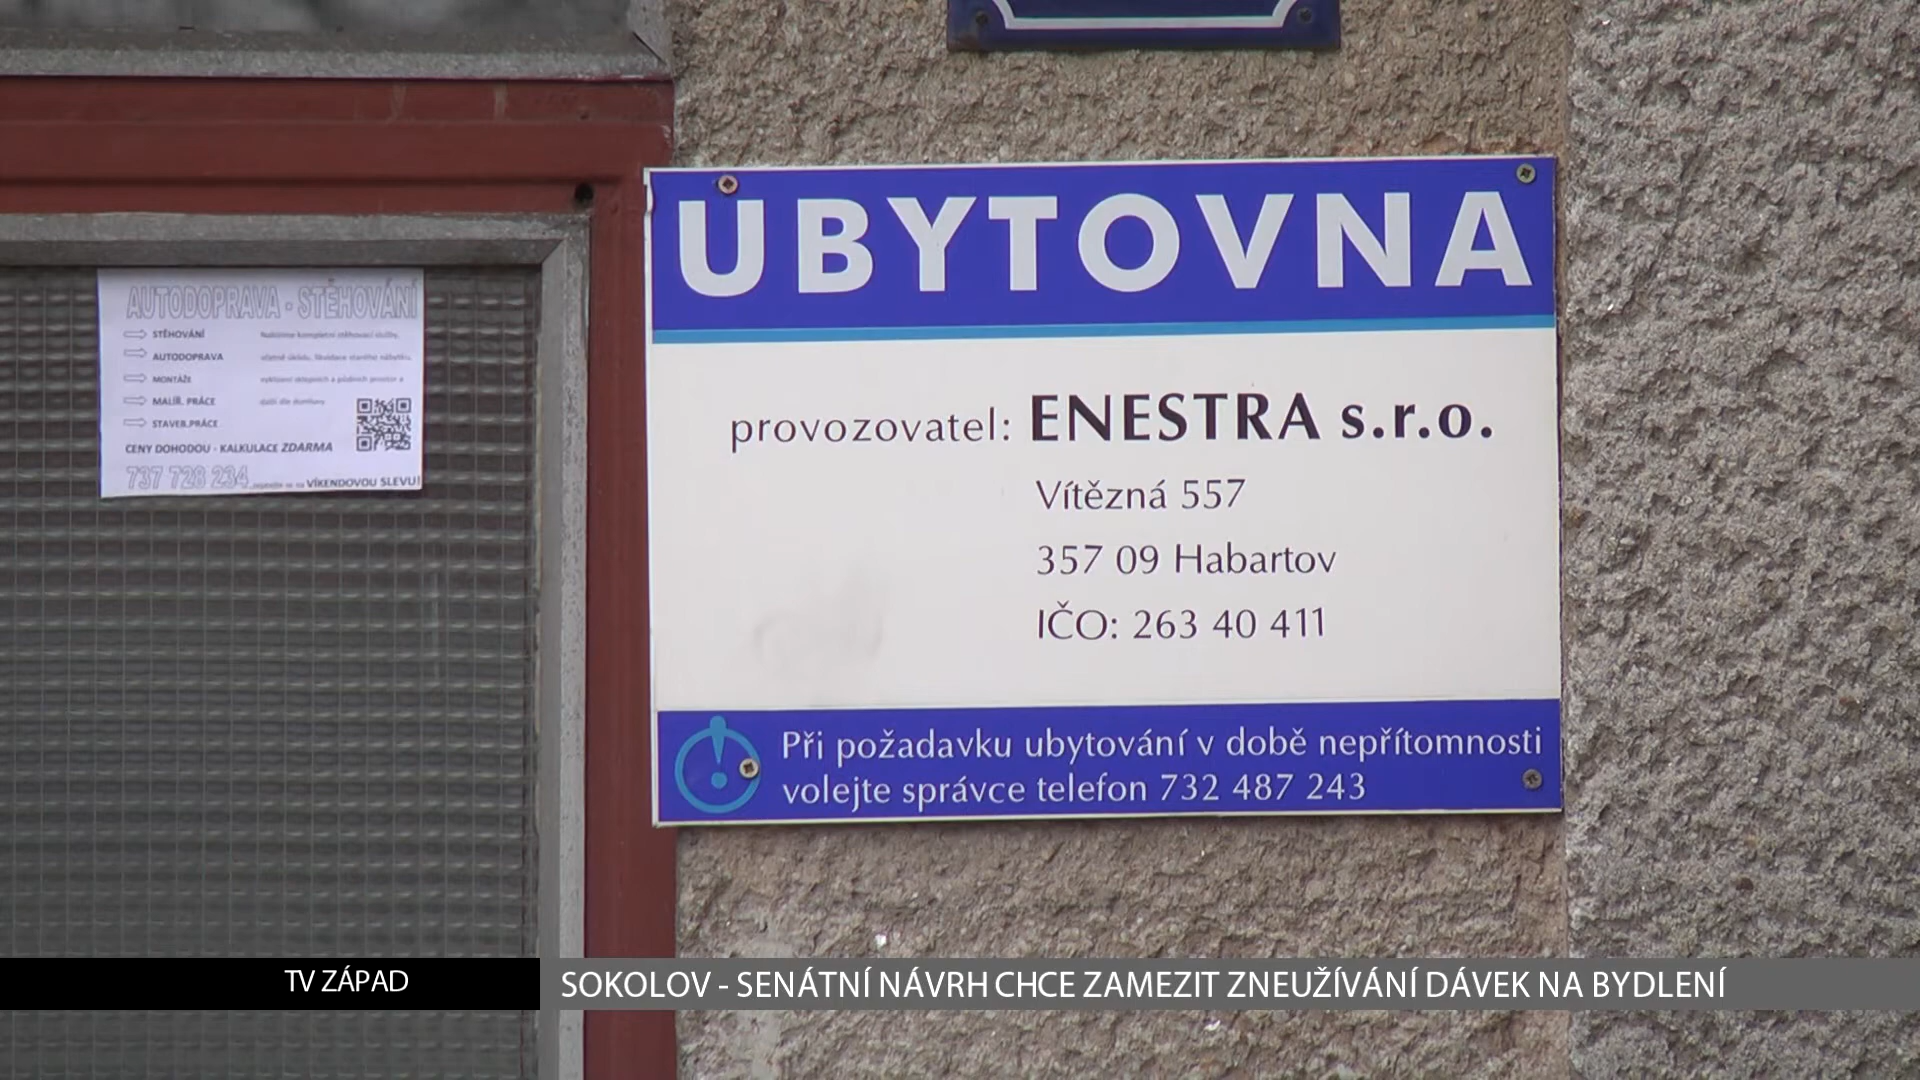 UBYTOVNA
provozovatel: ENESTRA s.r.o.
Vítězná 557
357 09 Habartov
IČO: 263 40 411
Při požadavku ubytování v době nepřítomnosti
volejte správce telefon 732 487 243
AUTODOPRAVA - STĚHOVÁNÍ
STĚHOVÁNÍ
AUTODOPRAVA
MONTÁŽE
MALÍŘ. PRÁCE
STAVEB.PRÁCE
CENY DOHODOU - KALKULACE ZDARMA
737 728 234 VÍKENDOVOU SLEVU!
TV ZÁPAD
SOKOLOV - SENÁTNÍ NÁVRH CHCE ZAMEZIT ZNEUŽÍVÁNÍ DÁVEK NA BYDLENÍ